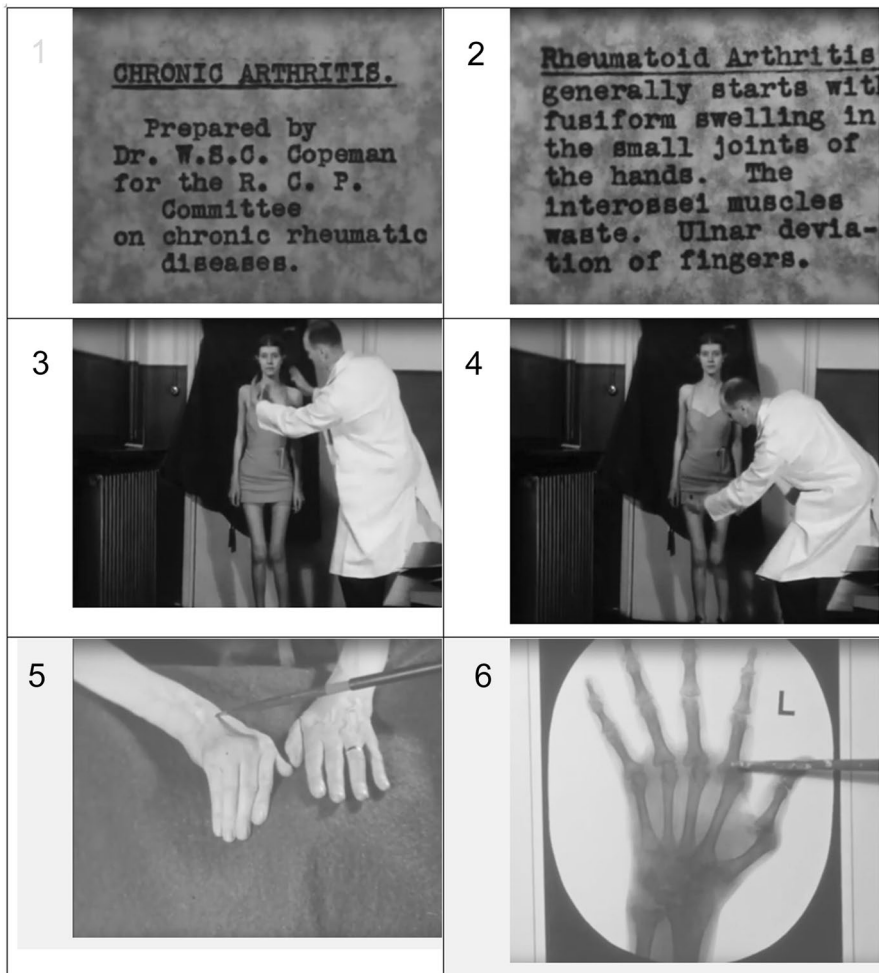 1
CHRONIC ARTHRITIS.
Prepared by
Dr. W.S.C. Copeman
for the R. C. P.
Committee
on chronic rheumatic
diseases.
2
Rheumatoid Arthritis
generally starts with
fusiform swelling in
the small joints of
the hands. The
interossei muscles
waste. Ulnar devia-
tion of fingers.
3
4
5
6
L